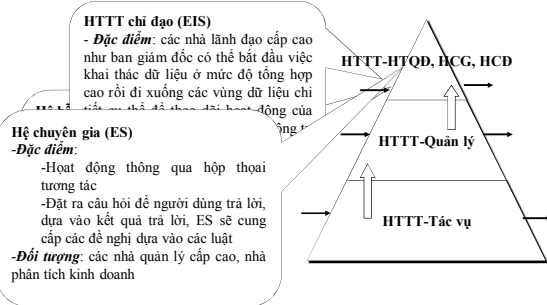 HTTT chỉ đạo (EIS)
- Đặc điểm: các nhà lãnh đạo cấp cao
như ban giám đốc có thể bắt đầu việc
khai thác dữ liệu ở mức độ tổng hợp
cao rồi đi xuống các vùng dữ liệu chi
động của
Hệ chuyên gia (ES)
-Đặc điểm:
-Hoạt động thông qua hộp thoại
tương tác
-Đặt ra câu hỏi để người dùng trả lời,
dựa vào kết quả trả lời, ES sẽ cung
cấp các đề nghị dựa vào các luật
-Đối tượng: các nhà quản lý cấp cao, nhà
phân tích kinh doanh
HTTT-HTQĐ, HCG, HCĐ
HTTT-Quản lý
HTTT-Tác vụ